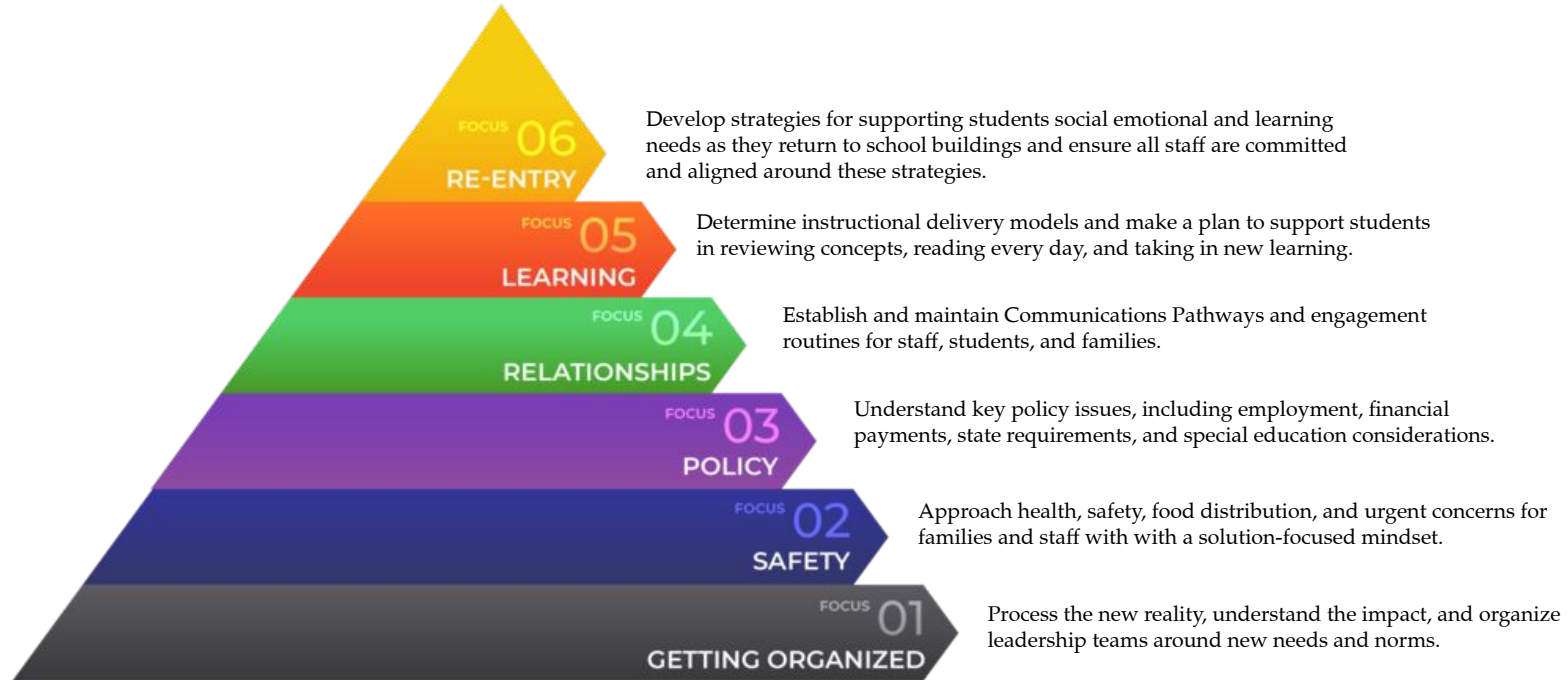 FOCUS 06
RE-ENTRY
Develop strategies for supporting students social emotional and learning
needs as they return to school buildings and ensure all staff are committed
and aligned around these strategies.
FOCUS 05
LEARNING
Determine instructional delivery models and make a plan to support students
in reviewing concepts, reading every day, and taking in new learning.
FOCUS 04
RELATIONSHIPS
Establish and maintain Communications Pathways and engagement
routines for staff, students, and families.
FOCUS 03
POLICY
Understand key policy issues, including employment, financial
payments, state requirements, and special education considerations.
FOCUS 02
SAFETY
Approach health, safety, food distribution, and urgent concerns for
families and staff with with a solution-focused mindset.
FOCUS 01
GETTING ORGANIZED
Process the new reality, understand the impact, and organize
leadership teams around new needs and norms.